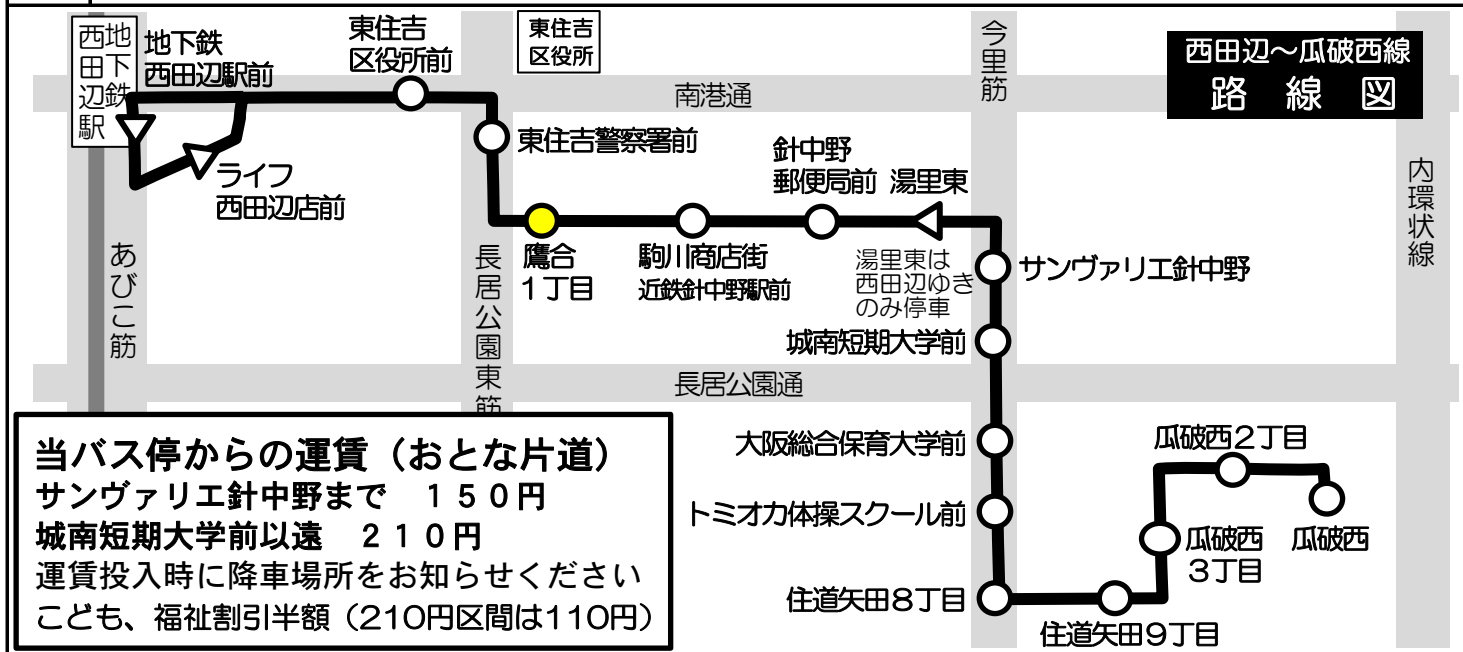 地下鉄
西田辺駅
地下鉄
西田辺駅前
東住吉
区役所前
東住吉
区役所
今里筋
西田辺～瓜破西線
路線図
南港通
東住吉警察署前
針中野
郵便局前
湯里東
ライフ
西田辺店前
内環状線
あびこ筋
長居公園東筋
鷹合
1丁目
駒川商店街
近鉄針中野駅前
湯里東は
西田辺ゆき
のみ停車
サンヴァリエ針中野
城南短期大学前
長居公園通
大阪総合保育大学前
瓜破西2丁目
トミオカ体操スクール前
瓜破西
3丁目
瓜破西
住道矢田8丁目
住道矢田9丁目
当バス停からの運賃（おとな片道）
サンヴァリエ針中野まで　１５０円
城南短期大学前以遠　２１０円
運賃投入時に降車場所をお知らせください
こども、福祉割引半額（210円区間は110円）